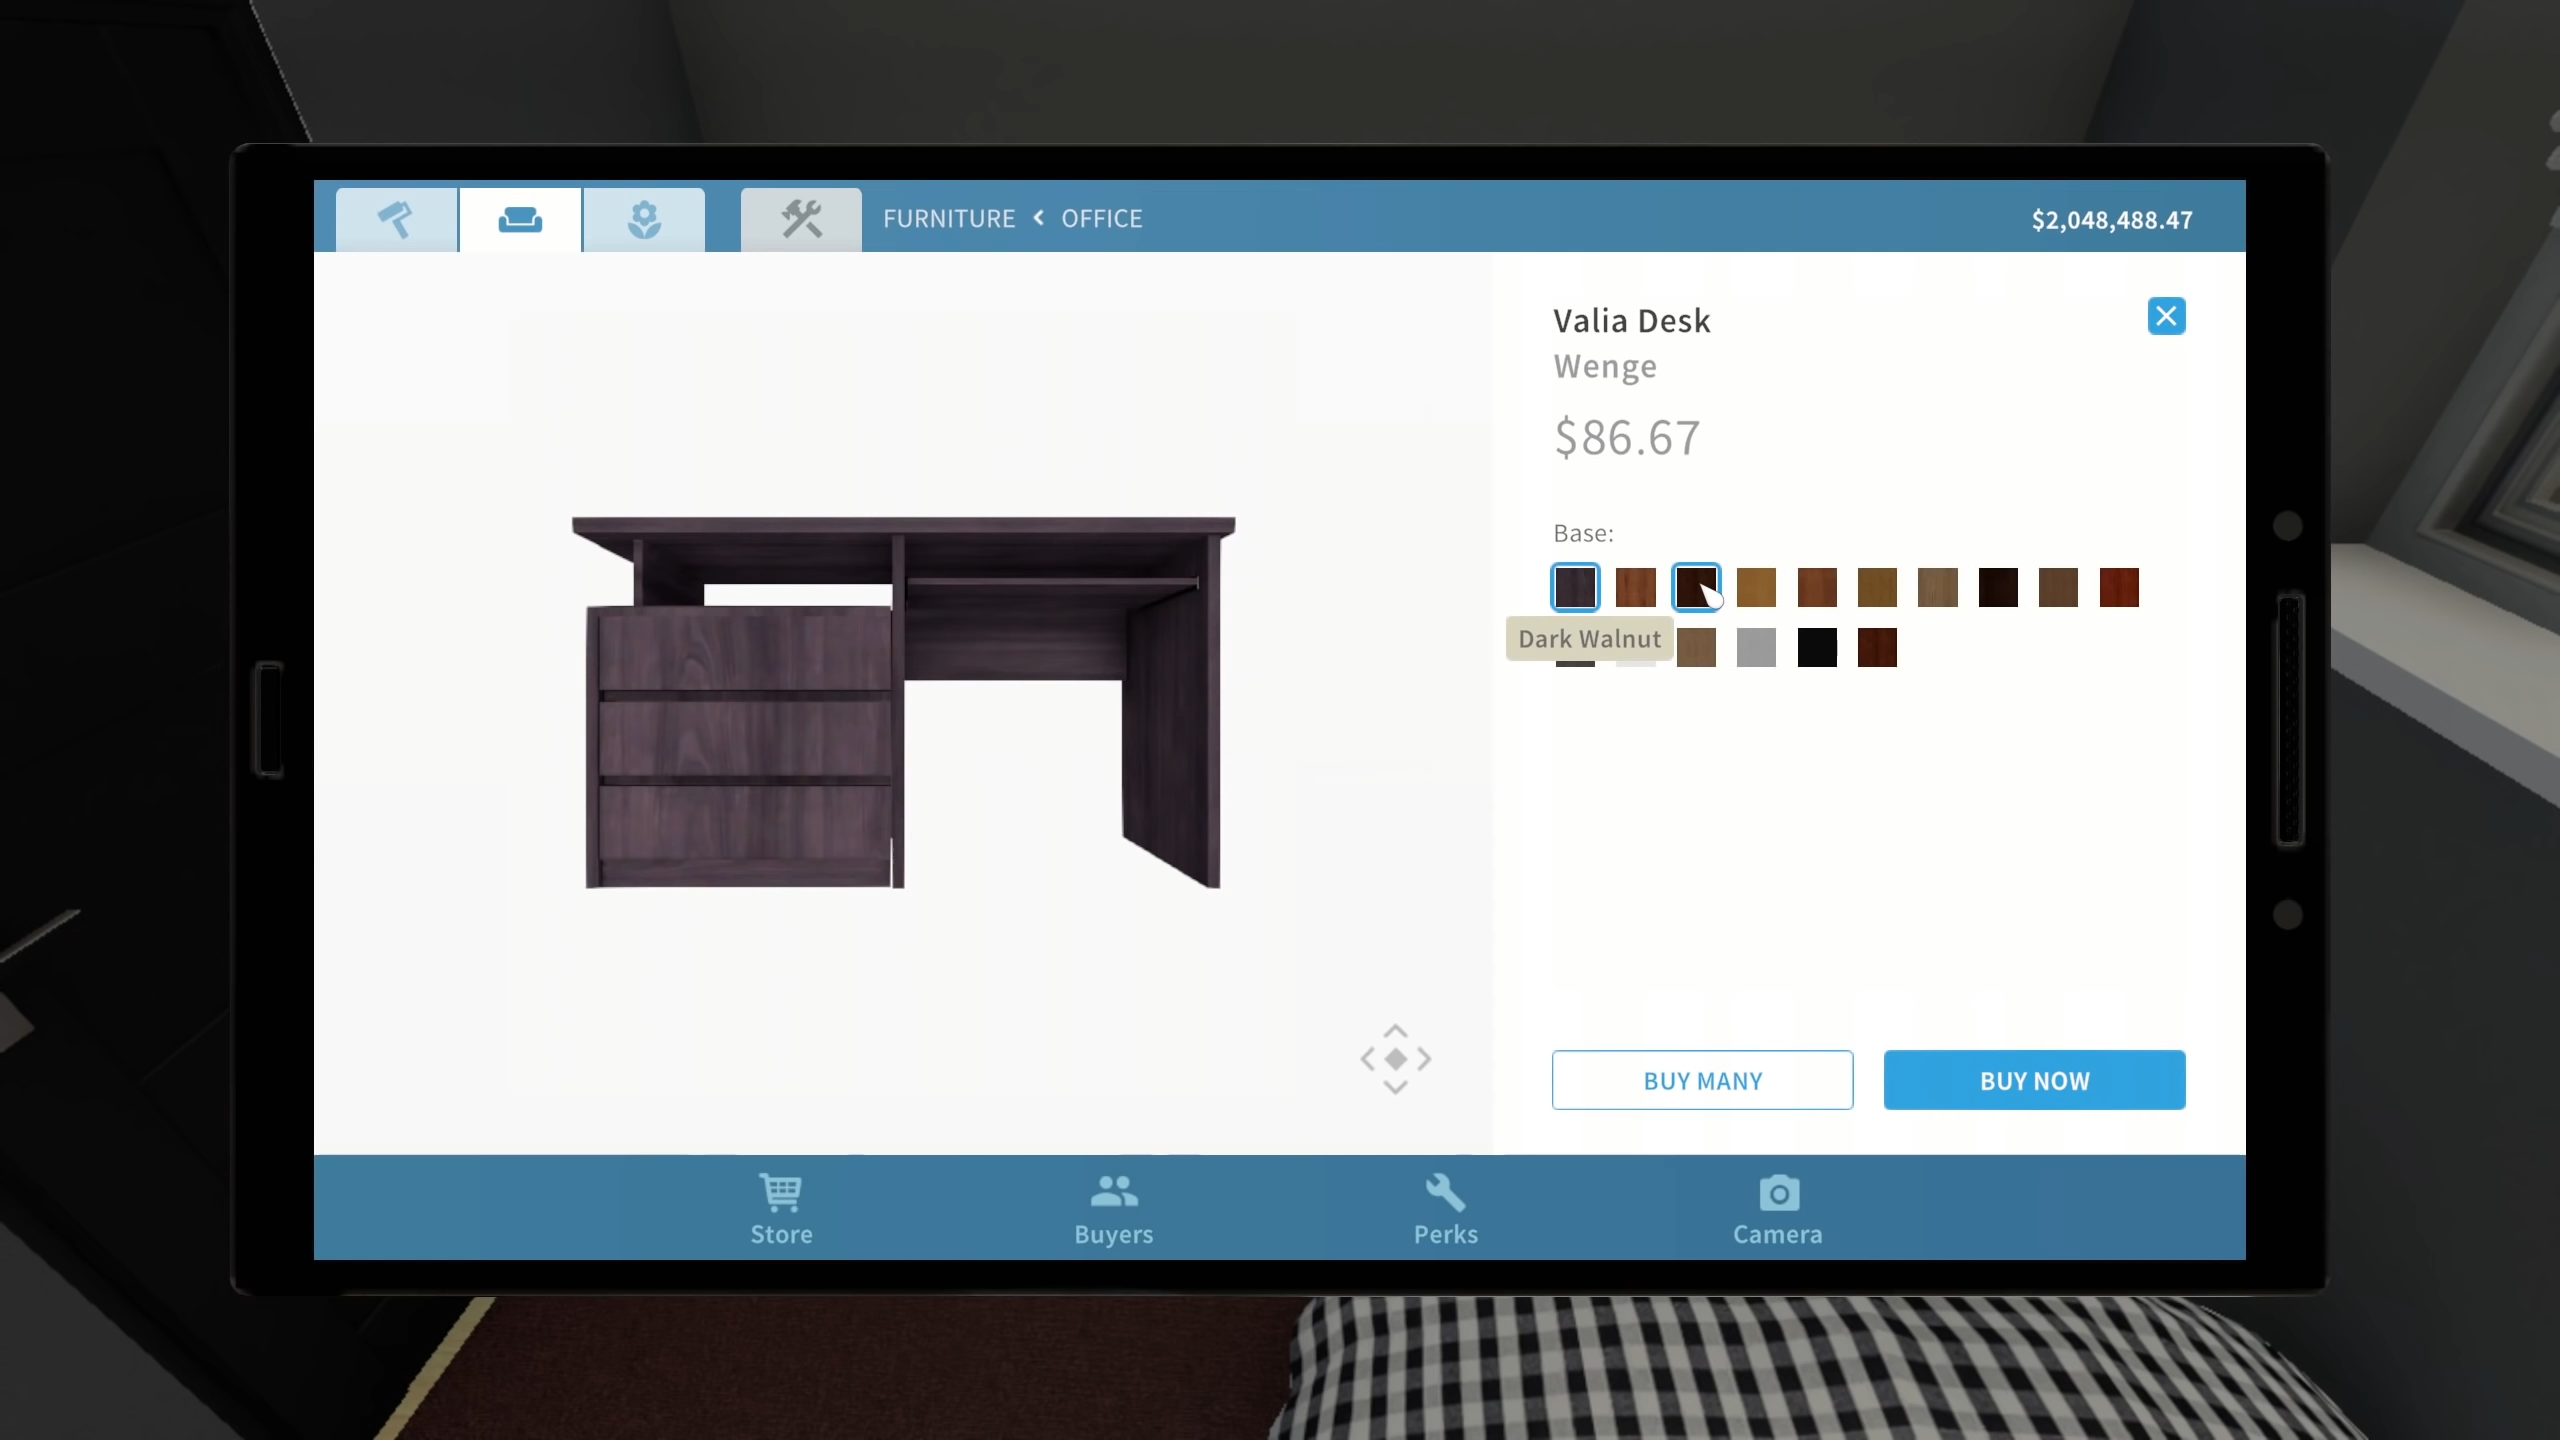 FURNITURE < OFFICE
$2,048,488.47
Valia Desk
Wenge
$86.67
Base:
Dark Walnut
BUY MANY
BUY NOW
Store
Buyers
Perks
Camera